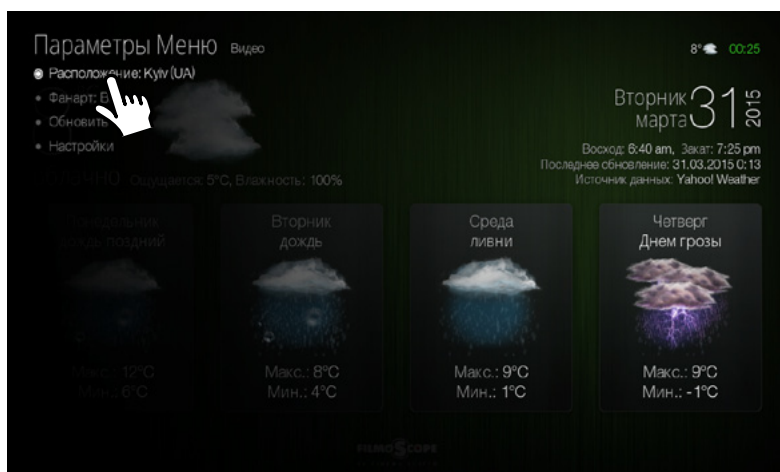 Параметры Меню Видео
8° 00:25
Расположение: Kyiv (UA)
Фанарт: В
Обновить
Настройки
Вторник 31 2015
марта
Восход: 6:40 am, Закат: 7:25 pm
Последнее обновление: 31.03.2015 0:13
Источник данных: Yahoo! Weather
Ощущается: 5°C, Влажность: 100%
Понедельник
дождь поздний
Макс.: 12°C
Мин.: 6°C
Вторник
дождь
Макс.: 8°C
Мин.: 4°C
Среда
ливни
Макс.: 9°C
Мин.: 1°C
Четверг
Днем грозы
Макс.: 9°C
Мин.: -1°C
FILMOSCOPE